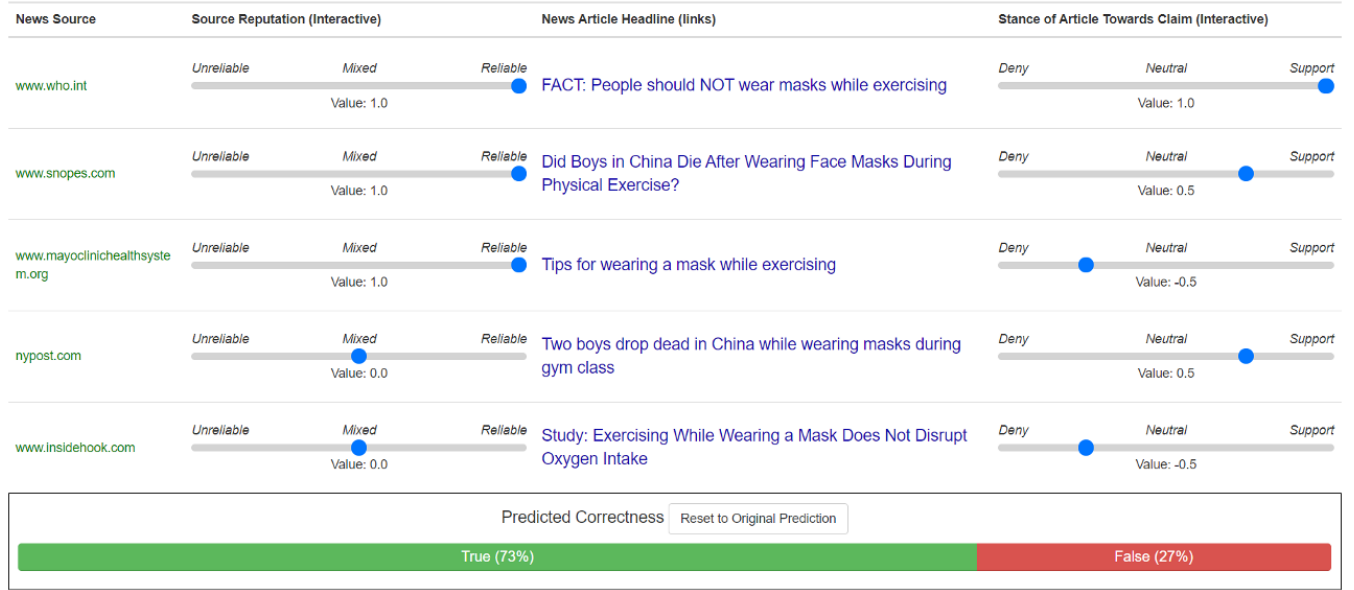 News Source Source Reputation (Interactive) News Article Headline (links) Stance of Article Towards Claim (Interactive)
Unreliable Mixed Reliable Deny Neutral Support
www.who.int FACT: People should NOT wear masks while exercising
Value: 1.0 Value: 1.0
Unreliable Mixed Reliable Did Boys in China Die After Wearing Face Masks During Deny Neutral Support
www.snopes.com Physical Exercise?
Value: 1.0 Value: 0.5
Unreliable Mixed Reliable Deny Neutral Support
www.mayoclinichealthsyste
m.org Tips for wearing a mask while exercising
Value: 1.0 Value: -0.5
Unreliable Mixed Reliable Two boys drop dead in China while wearing masks during Deny Neutral Support
nypost.com gym class
Value: 0.0 Value: 0.5
Unreliable Mixed Reliable Study: Exercising While Wearing a Mask Does Not Disrupt Deny Neutral Support
www.insidehook.com Oxygen Intake
Value: 0.0 Value: -0.5
Predicted Correctness Reset to Original Prediction
True (73%) False (27%)